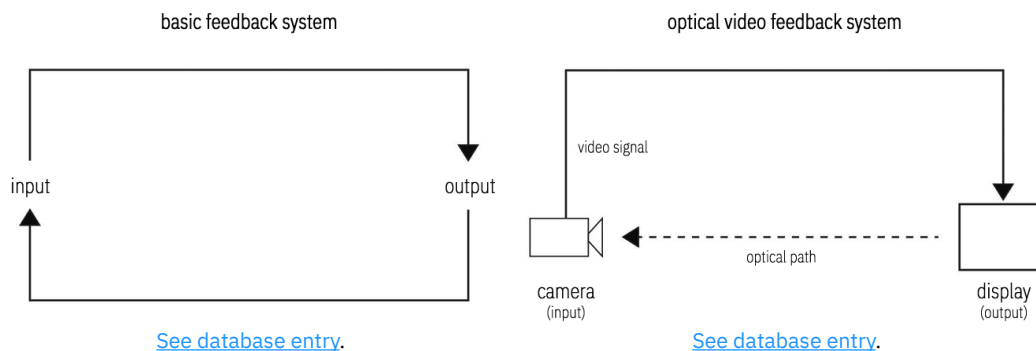 basic feedback system
input
output
See database entry.
optical video feedback system
video signal
optical path
camera
(input)
display
(output)
See database entry.